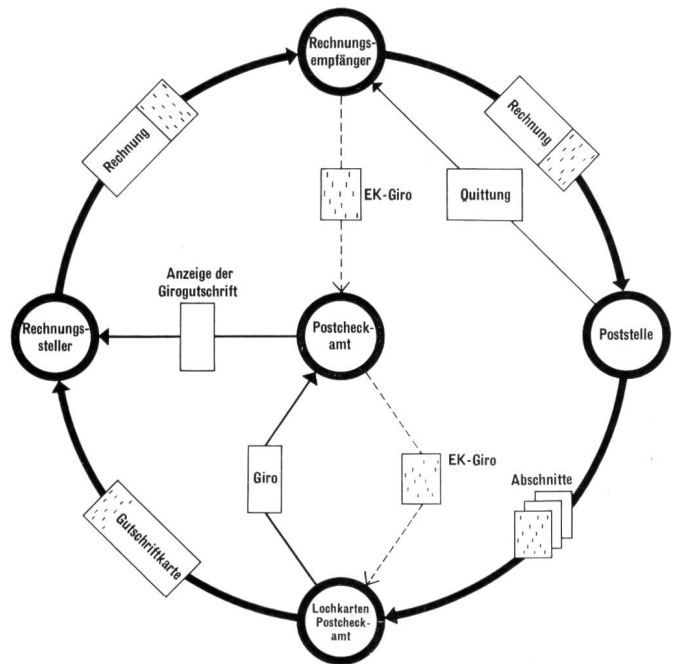 Rechnungs-
empfänger
Rechnung
Rechnung
EK-Giro
Quittung
Anzeige der
Girogutschrift
Rechnungs-
steller
Postcheck-
amt
Poststelle
Giro
EK-Giro
Abschnitte
Gutschriftkarte
Lochkarten
Postcheck-
amt